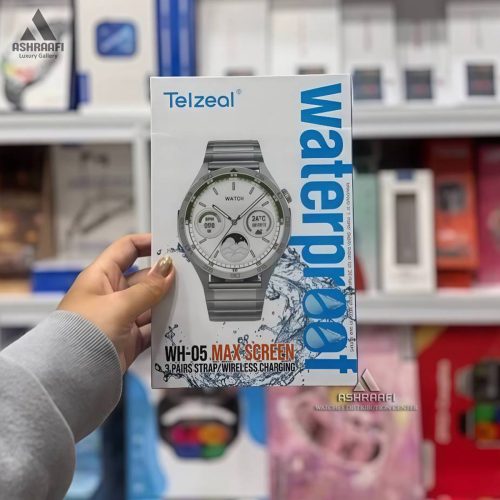 ASHRAAFI
Luxury Gallery
Telzeal®
waterproof
WATCH
24°C
WH-05 MAX SCREEN
3 PAIRS STRAP/WIRELESS CHARGING
ASHRAAFI
WATCHES DISTRIBUTION CENTER